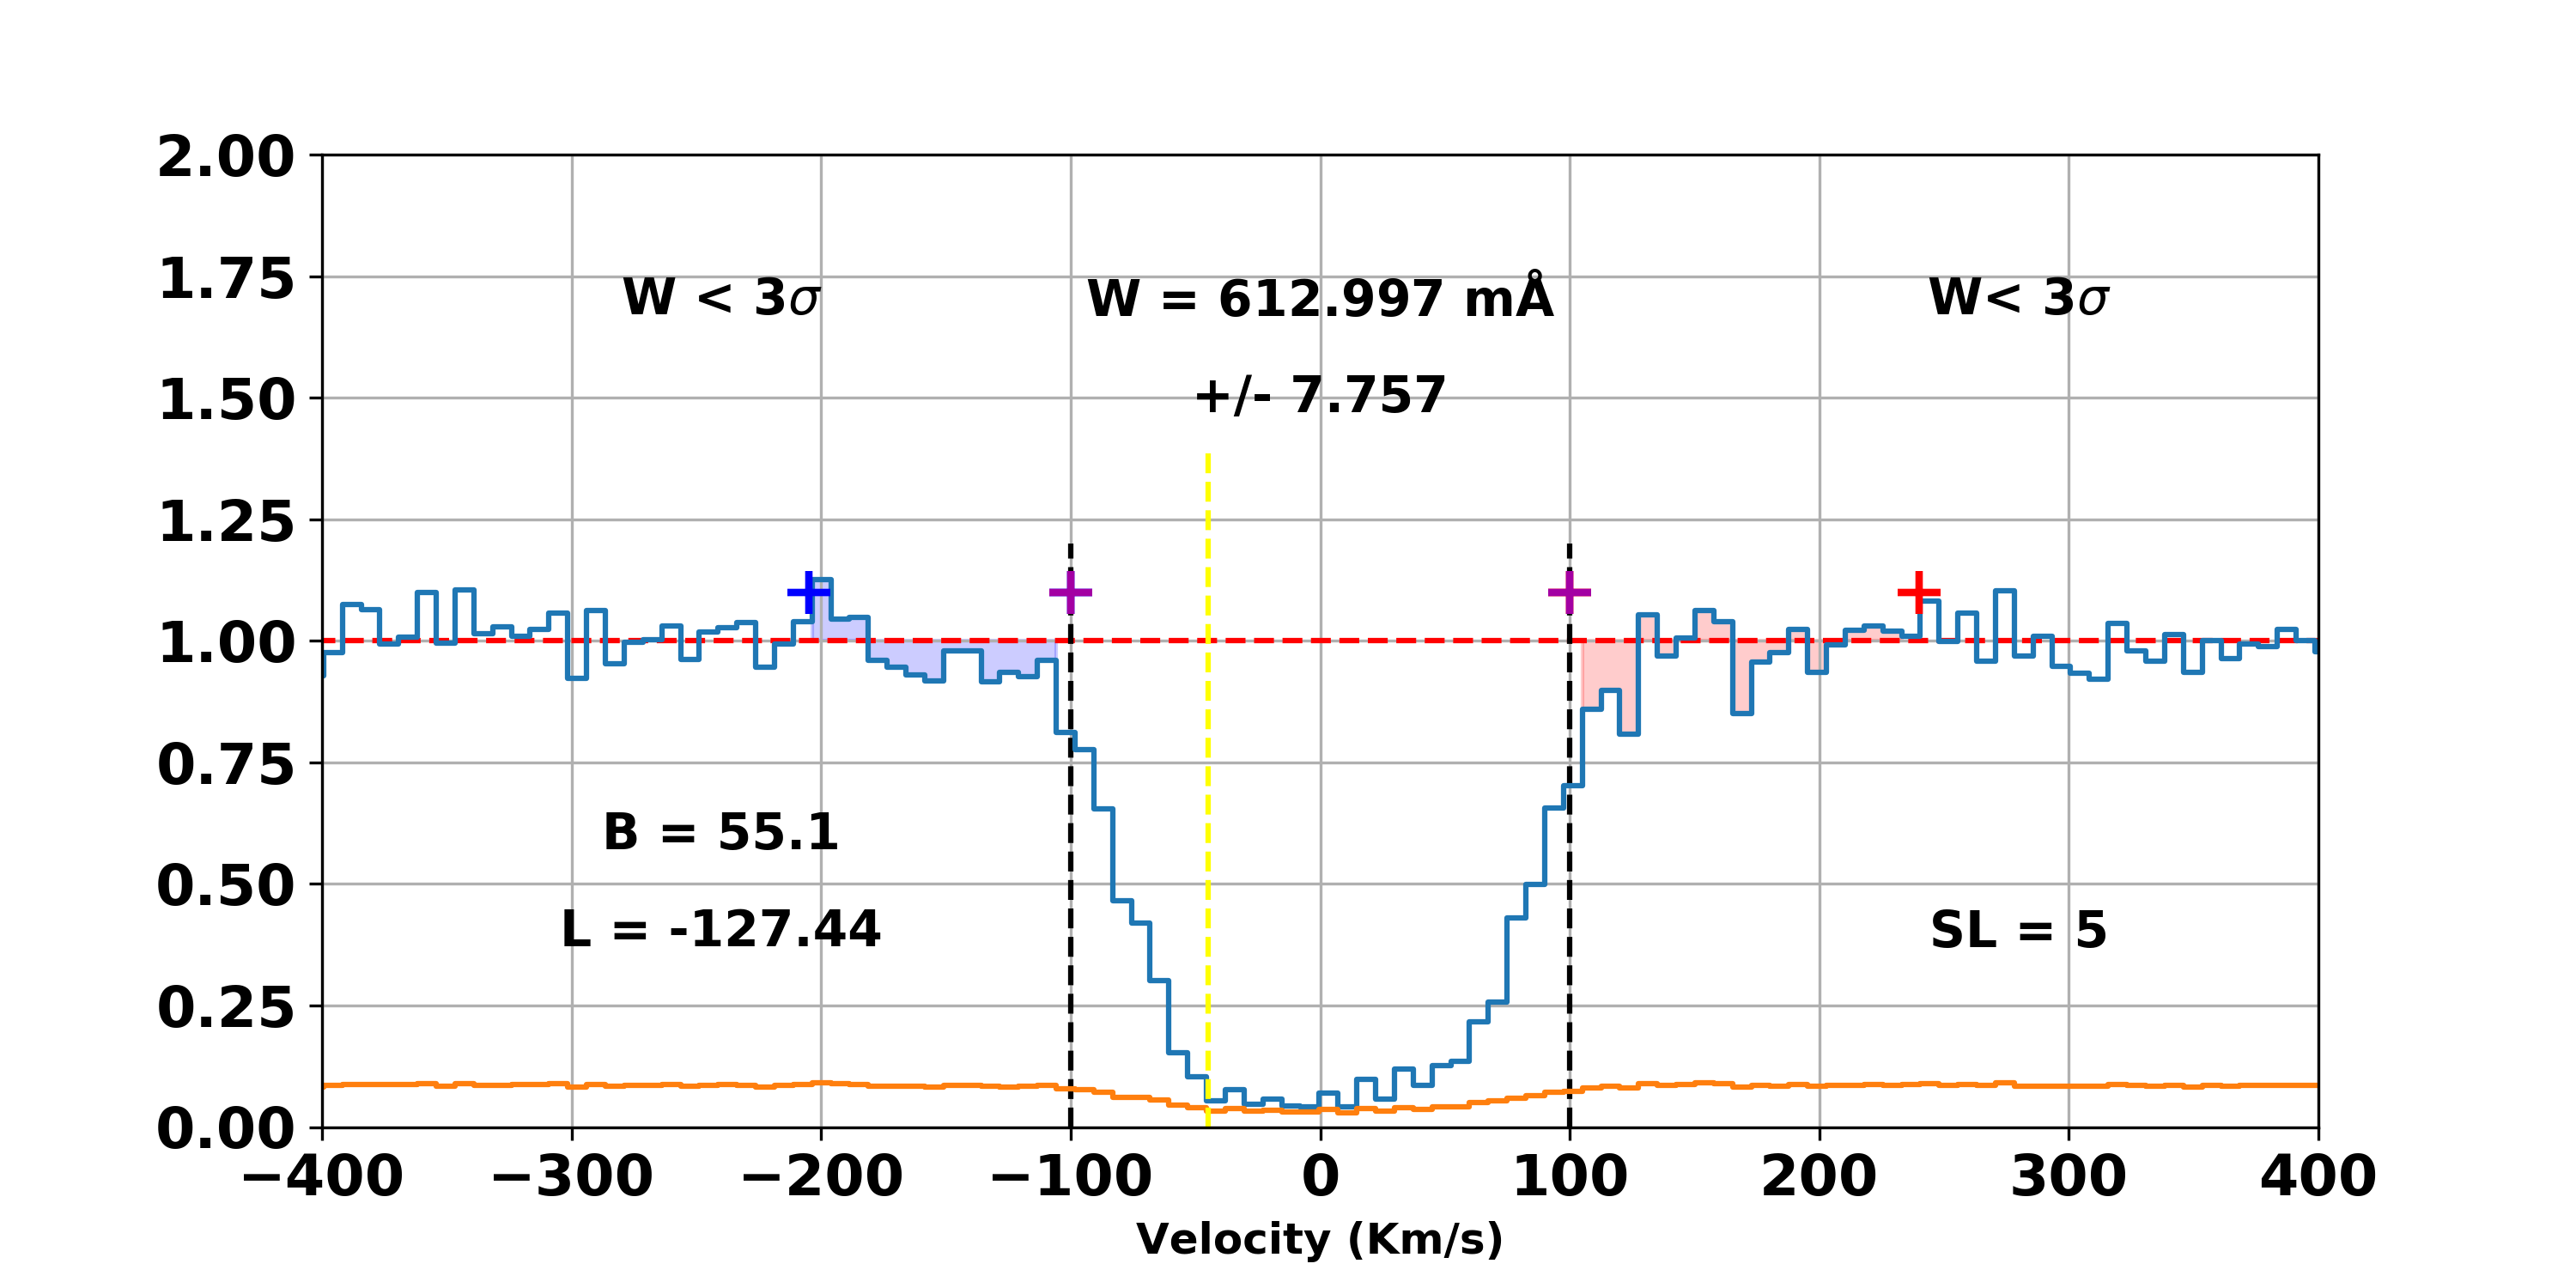 2.00
1.75
1.50
1.25
1.00
0.75
0.50
0.25
0.00
W < 3σ
W = 612.997 mÅ
+/- 7.757
W< 3σ
B = 55.1
L = -127.44
SL = 5
−400 −300 −200 −100 0 100 200 300 400
Velocity (Km/s)